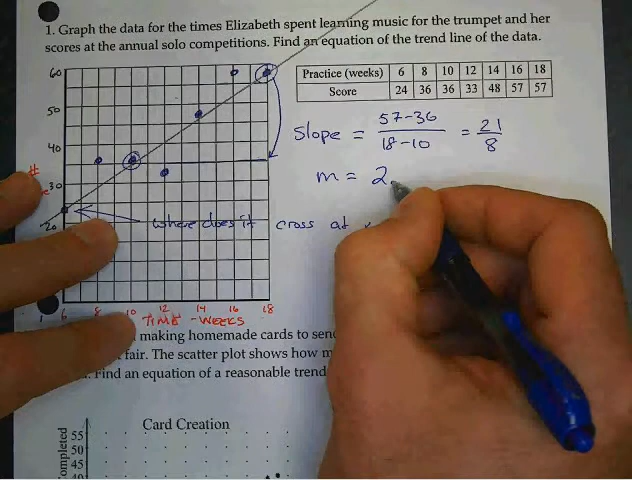 1. Graph the data for the times Elizabeth spent learning music for the trumpet and her
scores at the annual solo competitions. Find an equation of the trend line of the data.
Practice (weeks) 6 8 10 12 14 16 18
Score 24 36 36 33 48 57 57
60
50
40
30
20
Slope = 57-36 / 18-10 = 21 / 8
m = 2.
where does it cross at
6 8 10 12 14 16 18
TIME - WEEKS
making homemade cards to send
fair. The scatter plot shows how m
Find an equation of a reasonable trend
Card Creation
55
50
45